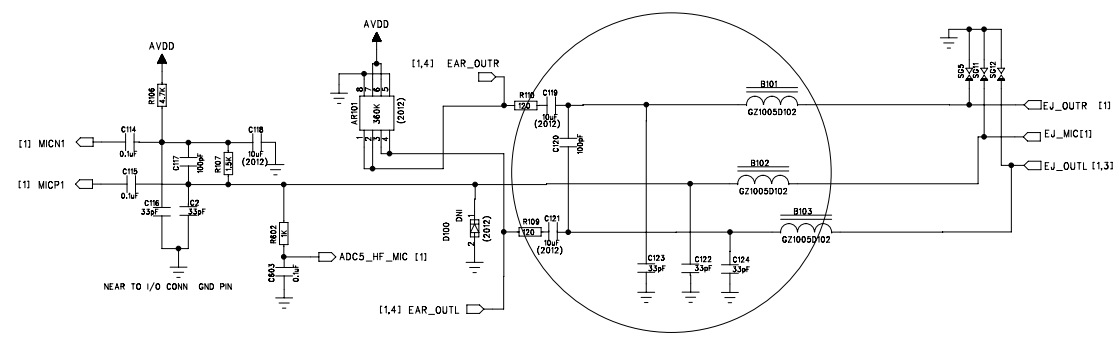 AVDD
AVDD
[1,4] EAR_OUTR
R106
4.7K
AR101
360K
(2012)
8 7 6 5
1 2 3 4
R110
120
C119
10uF
(2012)
B101
GZ1005D102
SG5
SG11
SG12
EJ_OUTR [1]
[1] MICN1
C114
0.1uF
C117
100pF
R107
1.5K
C118
10uF
(2012)
C120
100pF
EJ_MIC[1]
B102
GZ1005D102
EJ_OUTL [1,3]
[1] MICP1
C115
0.1uF
C116
33pF
C2
33pF
B103
GZ1005D102
R602
1K
D100
1
2
DNI
(2012)
R109
120
C121
10uF
(2012)
ADC5_HF_MIC [1]
C603
0.1uF
C123
33pF
C122
33pF
C124
33pF
NEAR TO I/O CONN GND PIN
[1,4] EAR_OUTL